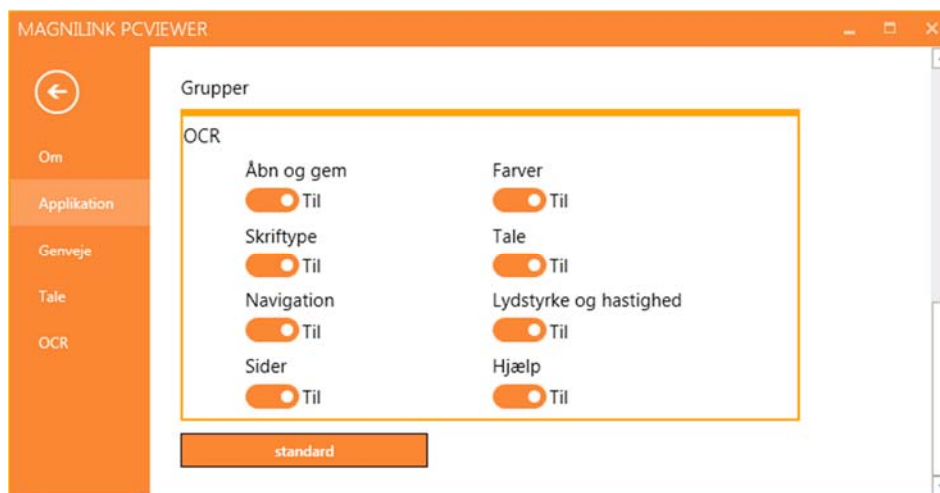 MAGNILINK PCVIEWER
Om
Applikation
Genveje
Tale
OCR
Grupper
OCR
Åbn og gem
Til
Farver
Til
Skriftype
Til
Tale
Til
Navigation
Til
Lydstyrke og hastighed
Til
Sider
Til
Hjælp
Til
standard